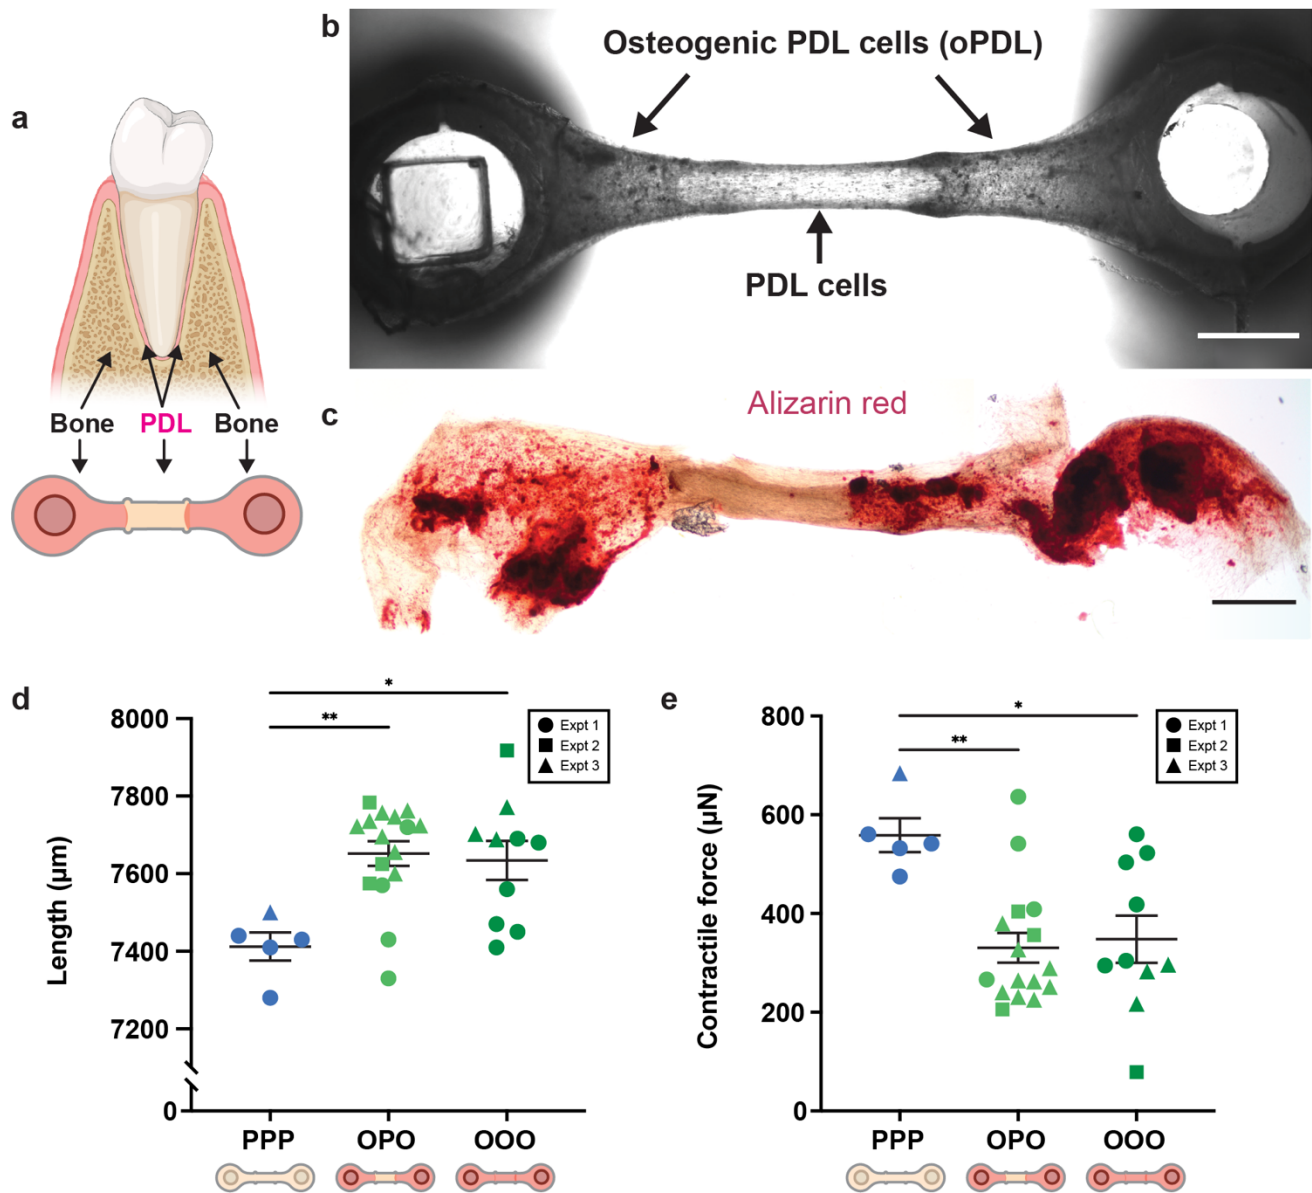 a
Bone PDL Bone
b
Osteogenic PDL cells (oPDL)
PDL cells
c
Alizarin red
d
*
**
Expt 1
Expt 2
Expt 3
Length (µm)
8000
7800
7600
7400
7200
0
PPP OPO OOO
e
*
**
Expt 1
Expt 2
Expt 3
Contractile force (µN)
800
600
400
200
0
PPP OPO OOO